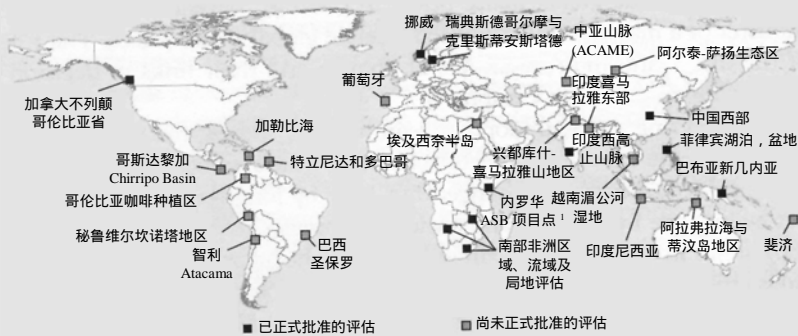 挪威
瑞典斯德哥尔摩与
克里斯蒂安斯塔德
中亚山脉
(ACAME)
阿尔泰-萨扬生态区
葡萄牙
印度喜马
拉雅东部
加拿大不列颠
哥伦比亚省
中国西部
加勒比海
埃及西奈半岛
兴都库什-
喜马拉雅山地区
印度西高
止山脉
菲律宾湖泊，盆地
哥斯达黎加
Chirripo Basin
特立尼达和多巴哥
巴布亚新几内亚
哥伦比亚咖啡种植区
内罗华
ASB 项目点 1
越南湄公河
湿地
秘鲁维尔坎诺塔地区
智利
Atacama
巴西
圣保罗
南部非洲区
域、流域及
局地评估
印度尼西亚
阿拉弗拉海与
蒂汶岛地区
斐济
已正式批准的评估
尚未正式批准的评估